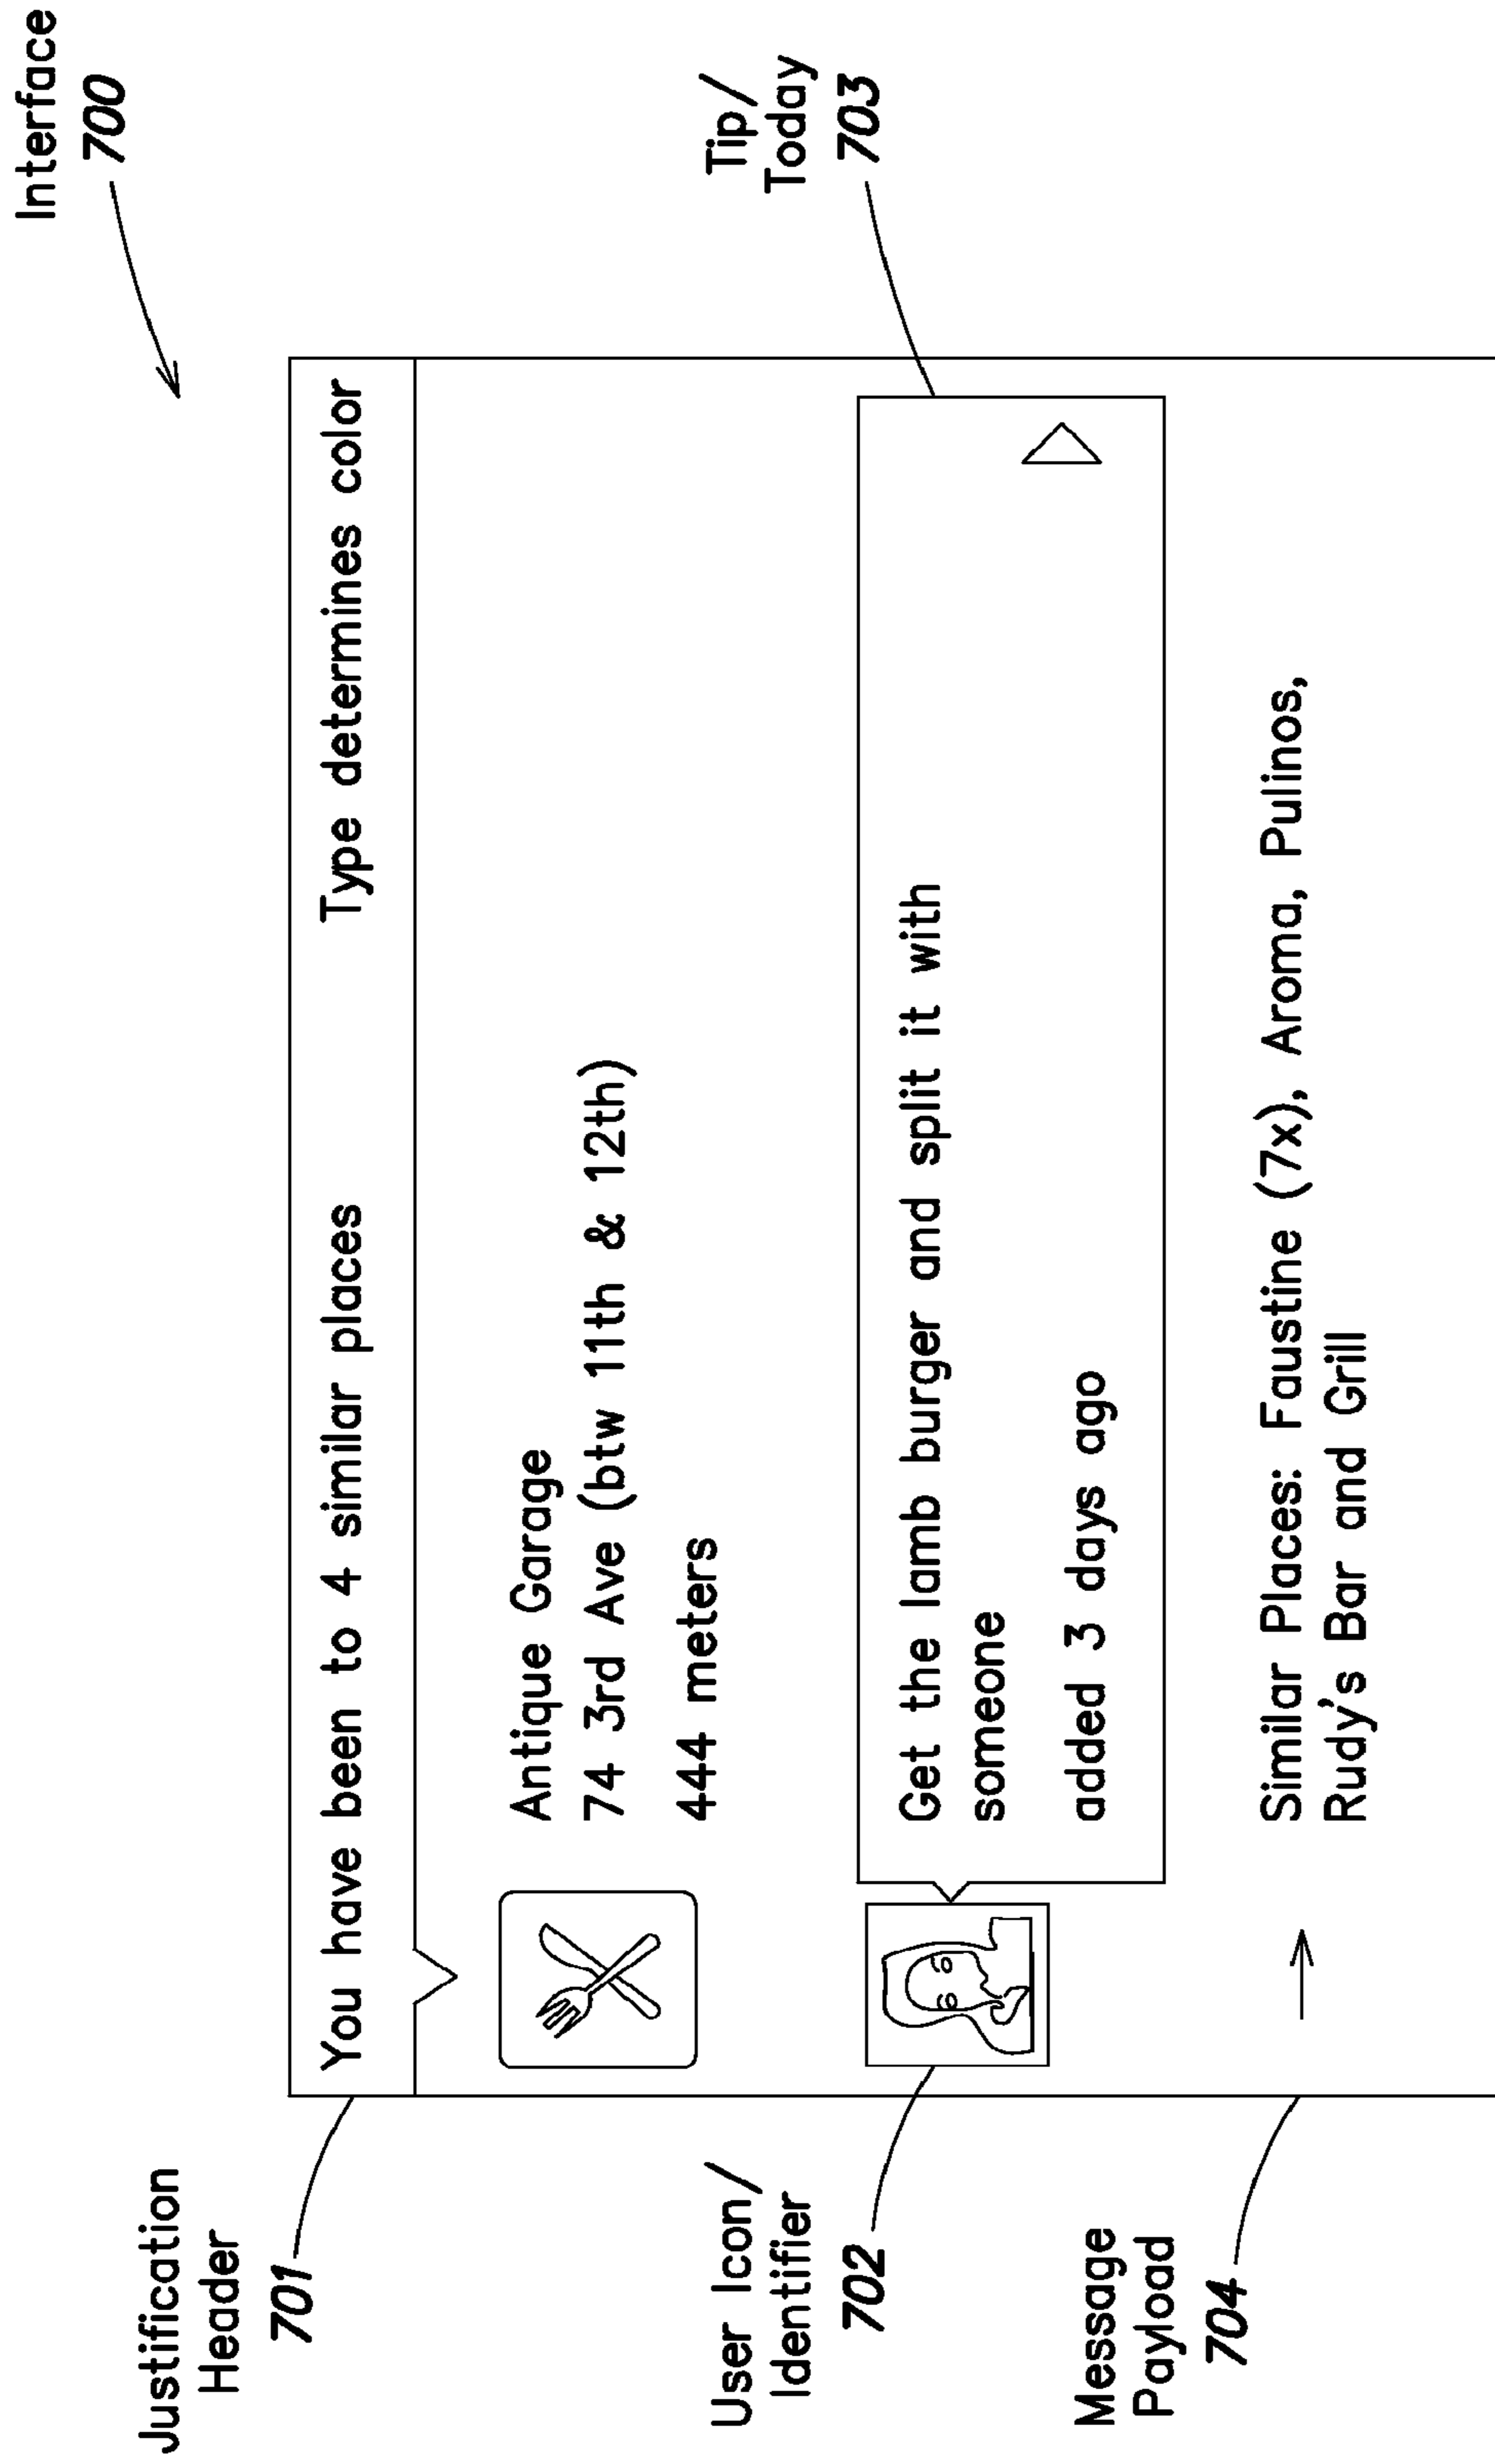 Interface
700
Justification
Header
701
You have been to 4 similar places
Type determines color
Antique Garage
74 3rd Ave (btw 11th & 12th)
444 meters
User Icon/
Identifier
702
Tip/
Today
703
Get the lamb burger and split it with
someone
added 3 days ago
Message
Payload
704
Similar Places: Faustine (7x), Aroma, Pulinos,
Rudy's Bar and Grill